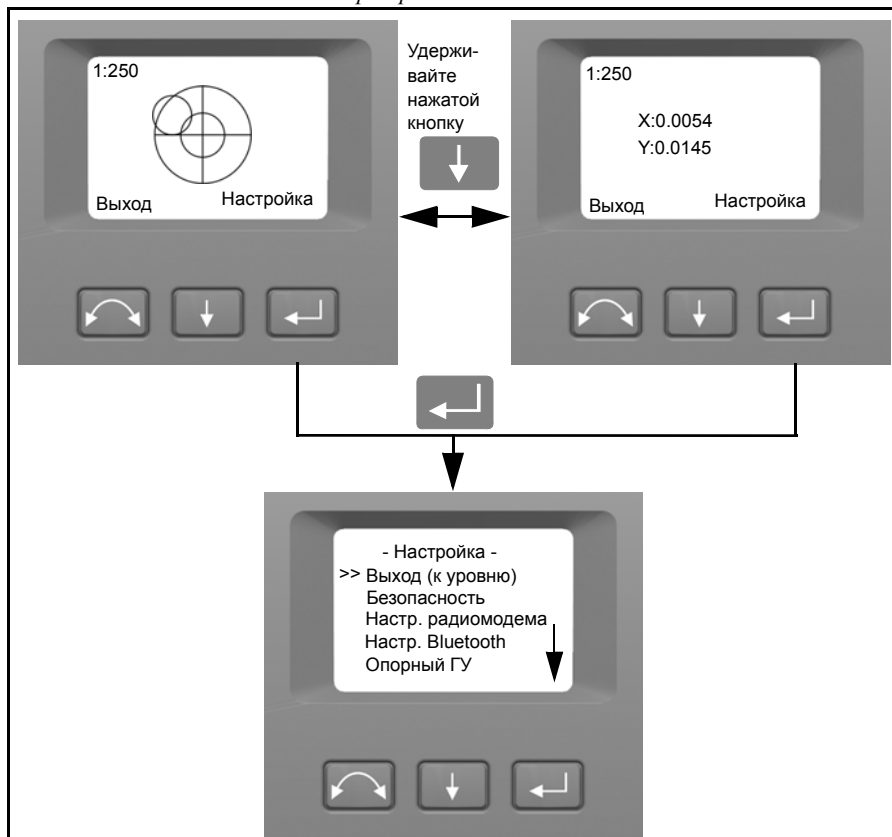 1:250
Выход
Настройка
Удержи-
вайте
нажатой
кнопку
1:250
X:0.0054
Y:0.0145
Выход
Настройка
- Настройка -
>> Выход (к уровню)
Безопасность
Настр. радиомодема
Настр. Bluetooth
Опорный ГУ